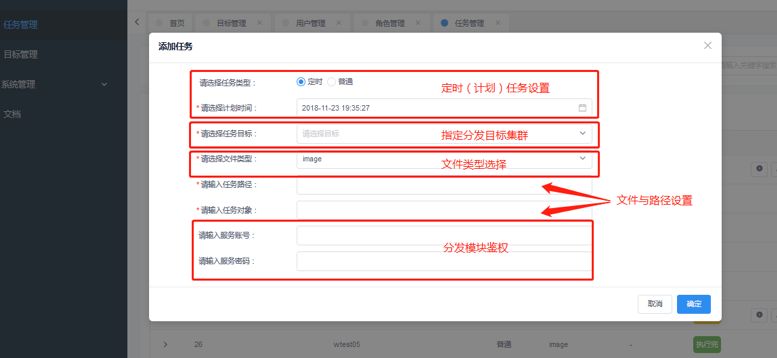 首页
目标管理
用户管理
角色管理
任务管理
任务管理
目标管理
系统管理
文档
添加任务
请选择任务类型：
定时
普通
定时（计划）任务设置
*请选择计划时间：
2018-11-23 19:35:27
*请选择任务目标：
请选择目标
指定分发目标集群
*请选择文件类型：
image
文件类型选择
*请输入任务路径：
文件与路径设置
*请输入任务对象：
请输入服务账号：
分发模块鉴权
请输入服务密码：
取消
确定
输入关键字搜索
26
wtest05
普通
image
-
执行完